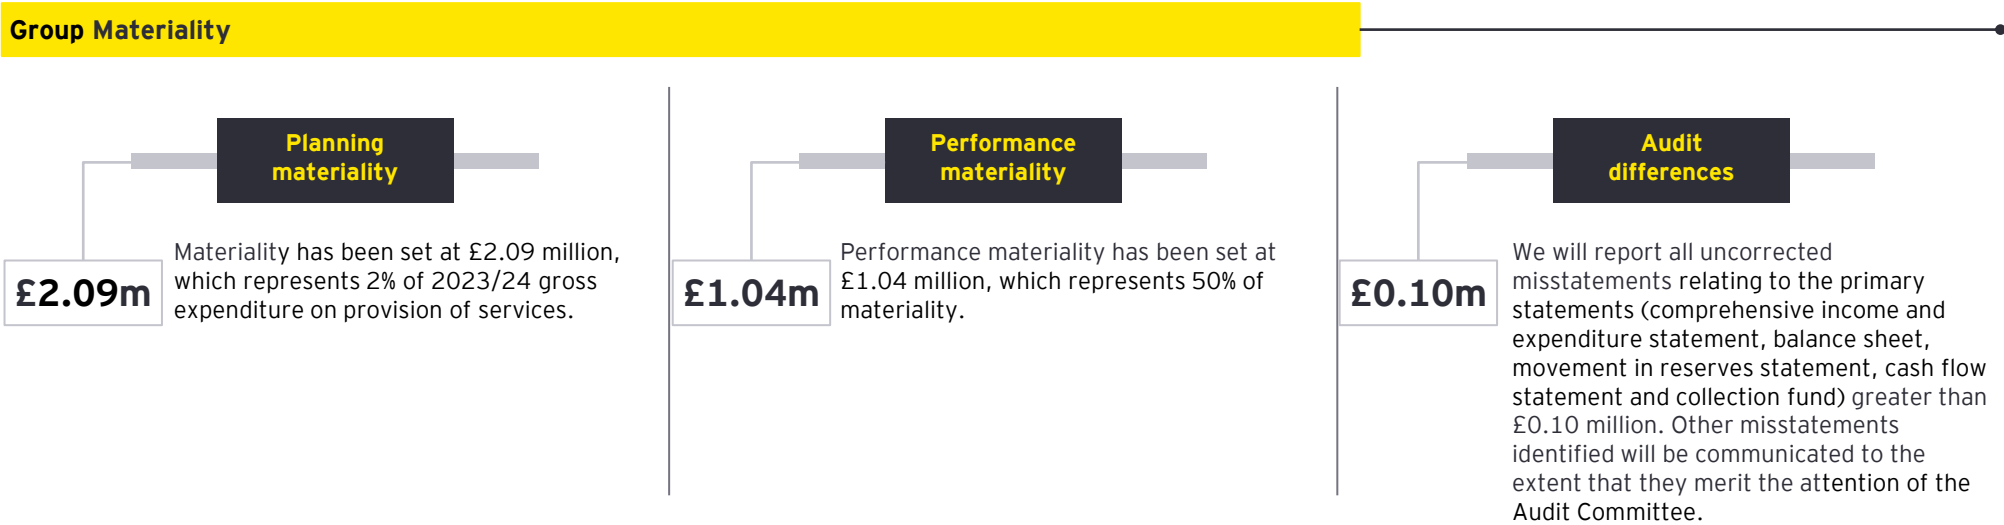 Group Materiality
Planning
materiality
£2.09m
Materiality has been set at £2.09 million,
which represents 2% of 2023/24 gross
expenditure on provision of services.
Performance
materiality
£1.04m
Performance materiality has been set at
£1.04 million, which represents 50% of
materiality.
Audit
differences
£0.10m
We will report all uncorrected
misstatements relating to the primary
statements (comprehensive income and
expenditure statement, balance sheet,
movement in reserves statement, cash flow
statement and collection fund) greater than
£0.10 million. Other misstatements
identified will be communicated to the
extent that they merit the attention of the
Audit Committee.